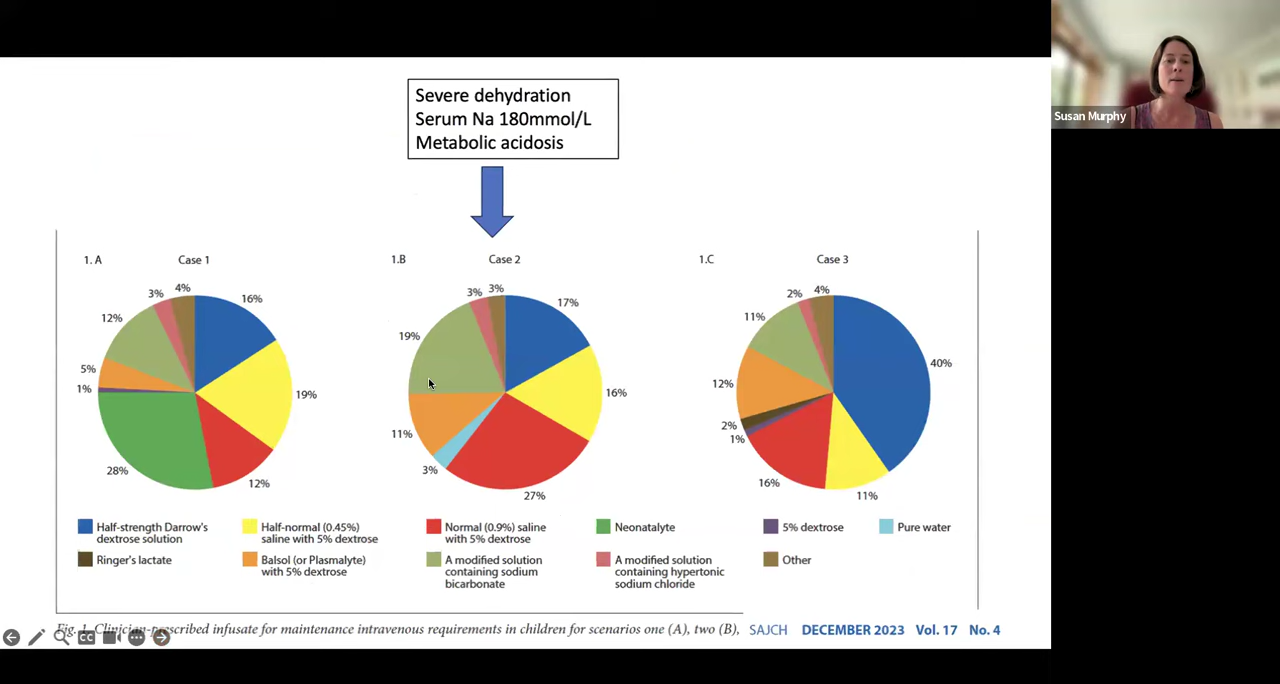 Severe dehydration
Serum Na 180mmol/L
Metabolic acidosis
Susan Murphy
1. A
Case 1
16%
19%
12%
28%
1%
5%
12%
3%
4%
1.B
Case 2
17%
16%
27%
3%
11%
19%
3%
3%
1.C
Case 3
40%
11%
16%
1%
2%
12%
11%
2%
4%
Half-strength Darrow's
dextrose solution
Half-normal (0.45%)
saline with 5% dextrose
Normal (0.9%) saline
with 5% dextrose
Neonatalyte
5% dextrose
Pure water
Ringer's lactate
Balsol (or Plasmalyte)
with 5% dextrose
A modified solution
containing sodium
bicarbonate
A modified solution
containing hypertonic
sodium chloride
Other
Fig. 1. Clinician-prescribed infusate for maintenance intravenous requirements in children for scenarios one (A), two (B),
SAJCH DECEMBER 2023 Vol. 17 No. 4
CC